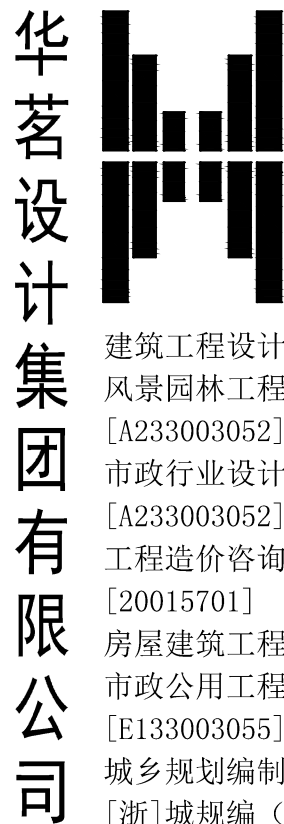 华茗设计集团有限公司
建筑工程设计
风景园林工程
[A233003052]
市政行业设计
[A233003052]
工程造价咨询
[20015701]
房屋建筑工程
市政公用工程
[E133003055]
城乡规划编制
[浙]城规编（